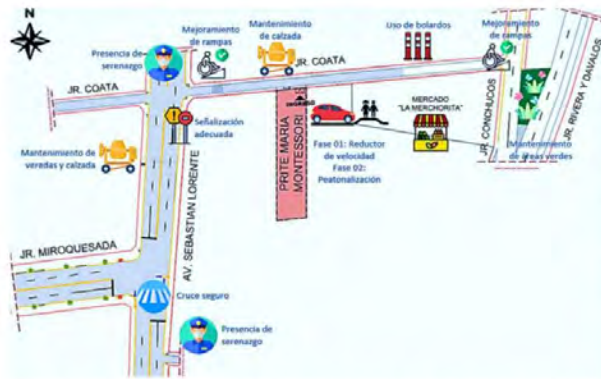 N
Mejoramiento
de rampas
Mantenimiento
de calzada
Uso de bolardos
Mejoramiento
de rampas
Presencia
de serenazgo
JR. COATA
JR. COATA
JR. RIVERA Y DAVALOS
Señalización
adecuada
MERCADO
"LA MERCHORITA"
JR. CONCHUCOS
Mantenimiento
de áreas verdes
Mantenimiento de
veredas y calzada
PRITE MARIA
MONTESSORI
Fase 01: Reductor
de velocidad
Fase 02:
Peatonalización
AV. SEBASTIAN LORENTE
JR. MIROQUESADA
Cruce seguro
Presencia de
serenazgo